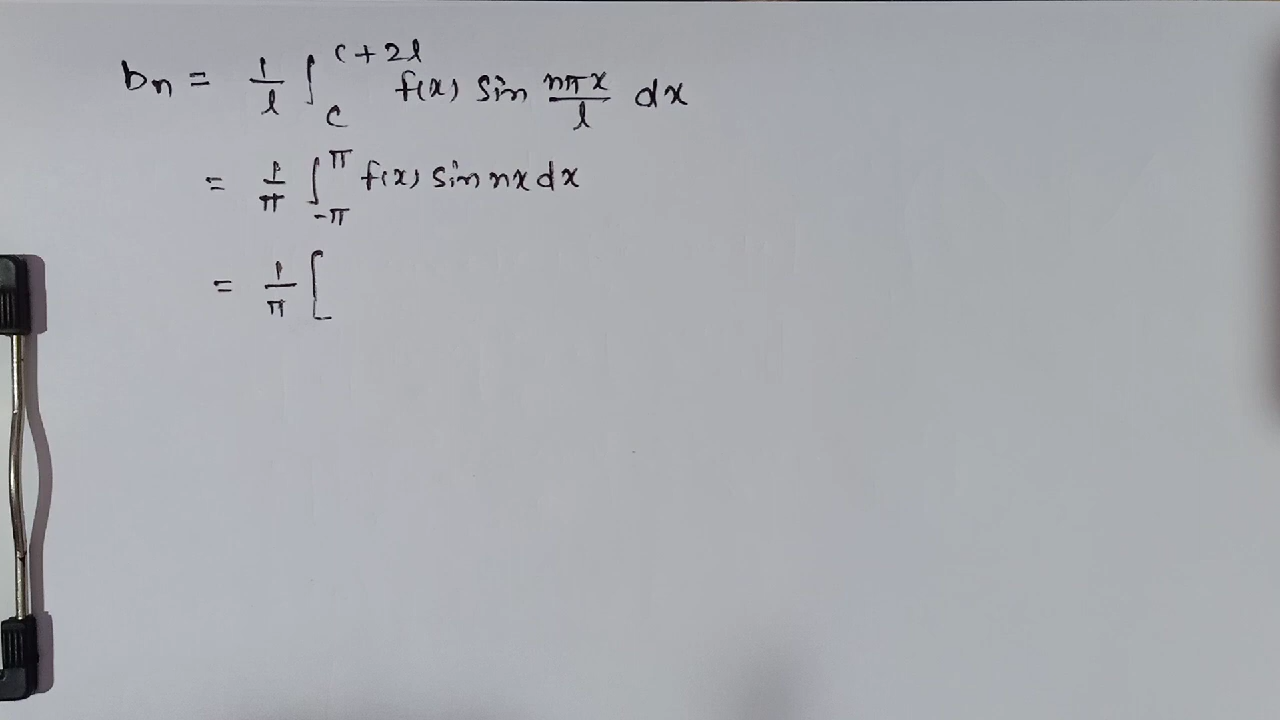 bn = 1/l ∫_c^{c+2l} f(x) sin nπx/l dx
= 1/π ∫_{-π}^{π} f(x) sin nx dx
= 1/π [